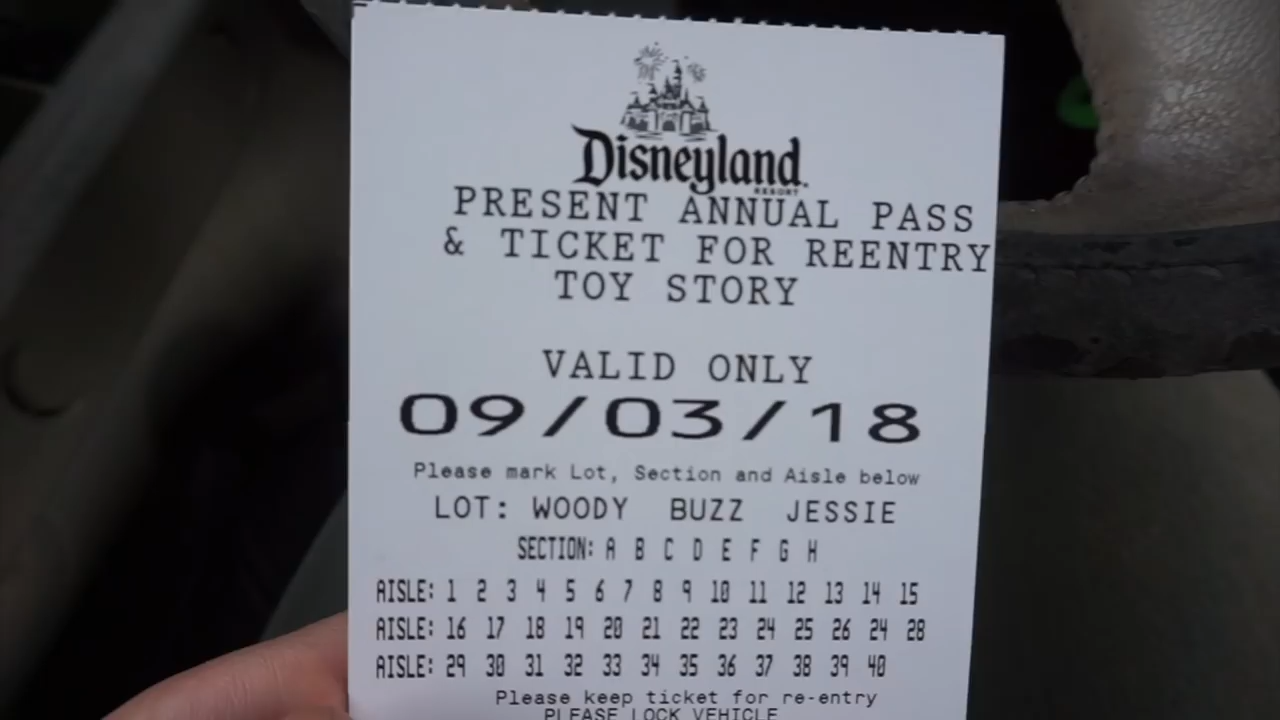 Disneyland
RESORT
PRESENT ANNUAL PASS
& TICKET FOR REENTRY
TOY STORY
VALID ONLY
09/03/18
Please mark Lot, Section and Aisle below
LOT: WOODY BUZZ JESSIE
SECTION: A B C D E F G H
AISLE: 1 2 3 4 5 6 7 8 9 10 11 12 13 14 15
AISLE: 16 17 18 19 20 21 22 23 24 25 26 24 28
AISLE: 29 30 31 32 33 34 35 36 37 38 39 40
Please keep ticket for re-entry
PLEASE LOCK VEHICLE